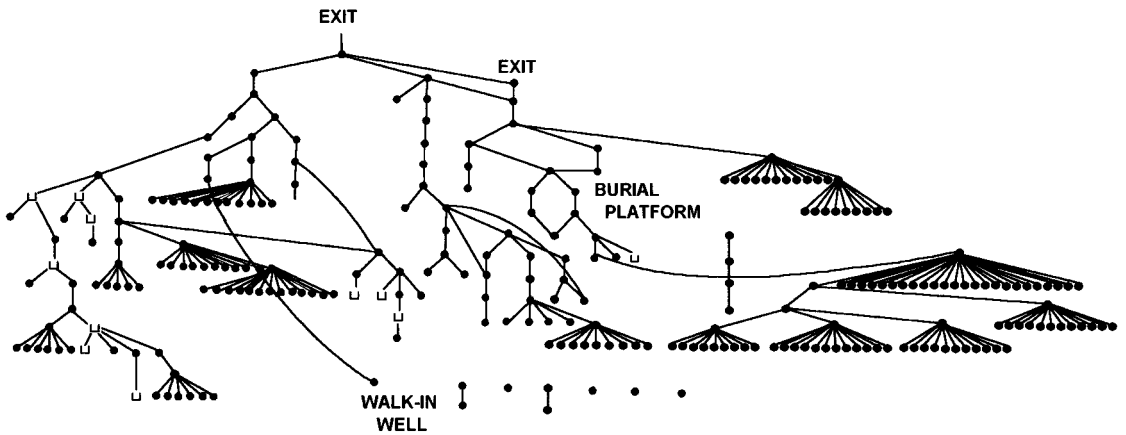 EXIT
EXIT
BURIAL
PLATFORM
WALK-IN
WELL